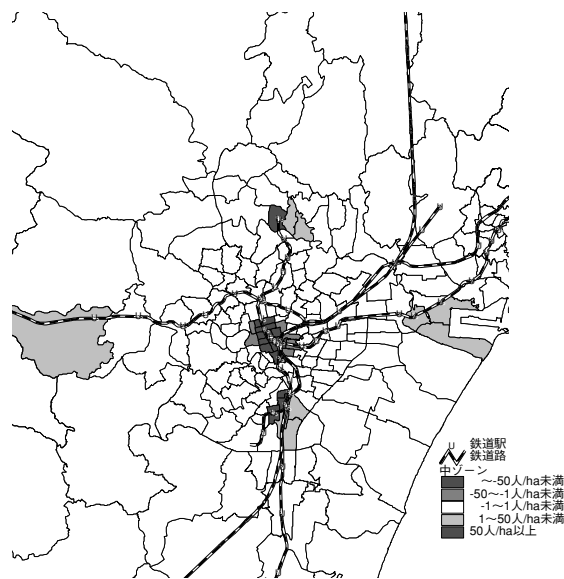 鉄道駅
鉄道路
中ゾーン
～-50人/ha未満
-50～-1人/ha未満
-1～1人/ha未満
1～50人/ha未満
50人/ha以上